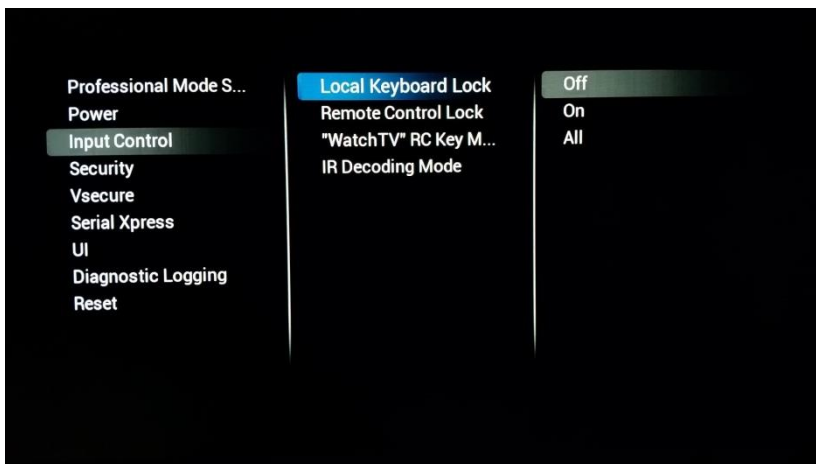 Professional Mode S...
Power
Input Control
Security
Vsecure
Serial Xpress
UI
Diagnostic Logging
Reset
Local Keyboard Lock
Remote Control Lock
"WatchTV" RC Key M...
IR Decoding Mode
Off
On
All